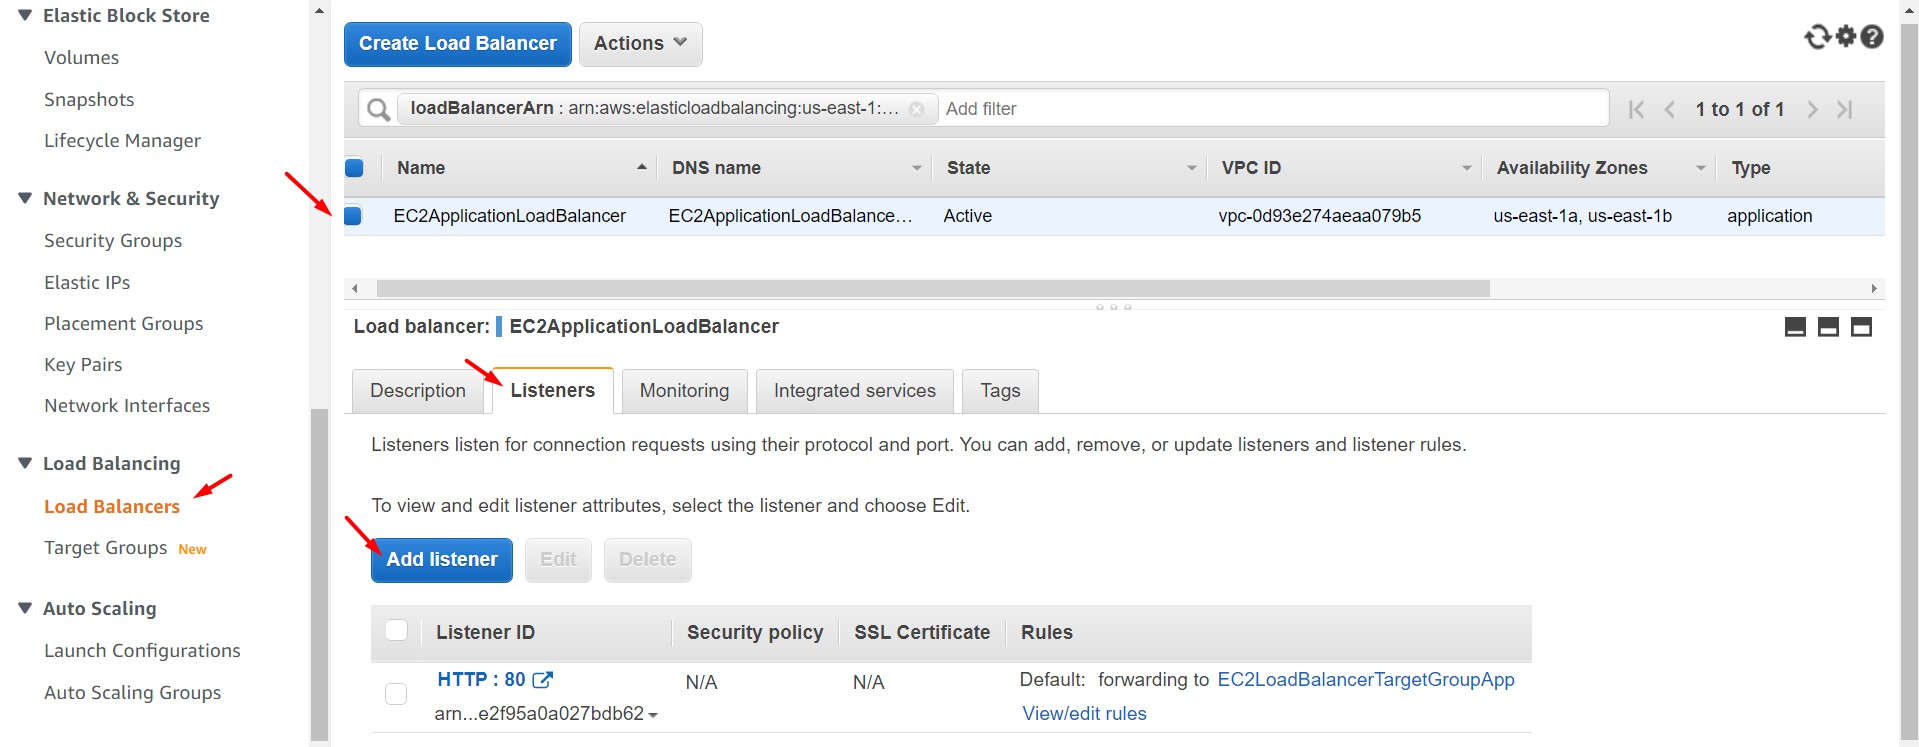 Elastic Block Store
Volumes
Snapshots
Lifecycle Manager
Network & Security
Security Groups
Elastic IPs
Placement Groups
Key Pairs
Network Interfaces
Load Balancing
Load Balancers
Target Groups New
Auto Scaling
Launch Configurations
Auto Scaling Groups
Create Load Balancer Actions
loadBalancerArn : arn:aws:elasticloadbalancing:us-east-1:... Add filter 1 to 1 of 1
Name DNS name State VPC ID Availability Zones Type
EC2ApplicationLoadBalancer EC2ApplicationLoadBalance... Active vpc-0d93e274aeaa079b5 us-east-1a, us-east-1b application
Load balancer: EC2ApplicationLoadBalancer
Description Listeners Monitoring Integrated services Tags
Listeners listen for connection requests using their protocol and port. You can add, remove, or update listeners and listener rules.
To view and edit listener attributes, select the listener and choose Edit.
Add listener Edit Delete
Listener ID Security policy SSL Certificate Rules
HTTP : 80 N/A N/A Default: forwarding to EC2LoadBalancerTargetGroupApp
arn...e2f95a0a027bdb62 View/edit rules